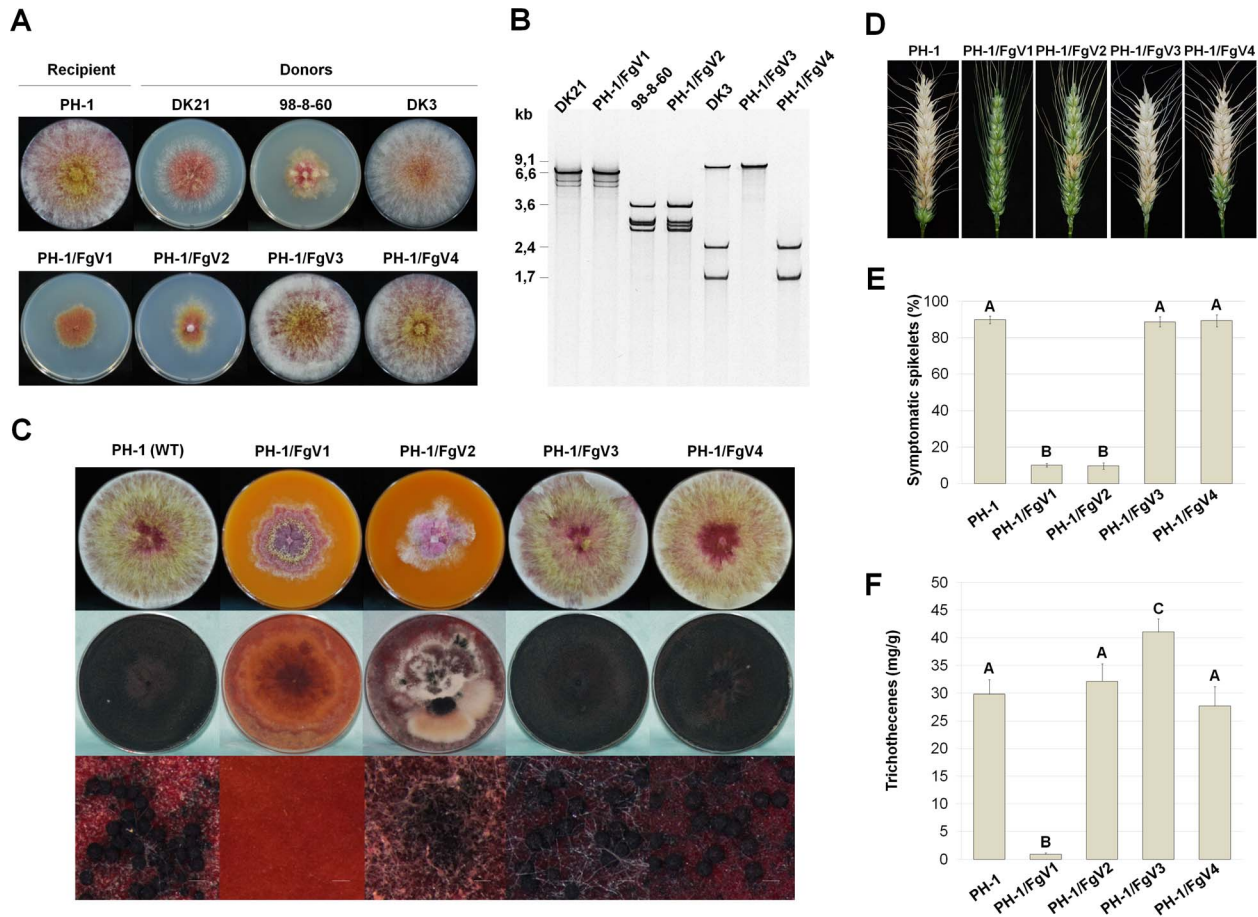 A
Recipient Donors
PH-1 DK21 98-8-60 DK3
PH-1/FgV1 PH-1/FgV2 PH-1/FgV3 PH-1/FgV4
B
kb DK21 PH-1/FgV1 98-8-60 PH-1/FgV2 DK3 PH-1/FgV3 PH-1/FgV4
9,1
6,6
3,6
2,4
1,7
C
PH-1 (WT) PH-1/FgV1 PH-1/FgV2 PH-1/FgV3 PH-1/FgV4
D
PH-1 PH-1/FgV1 PH-1/FgV2 PH-1/FgV3 PH-1/FgV4
E
Symptomatic spikelets (%)
100
80
60
40
20
0
A B B A A
PH-1 PH-1/FgV1 PH-1/FgV2 PH-1/FgV3 PH-1/FgV4
F
Trichothecenes (mg/g)
50
45
40
35
30
25
20
15
10
5
0
A B A C A
PH-1 PH-1/FgV1 PH-1/FgV2 PH-1/FgV3 PH-1/FgV4